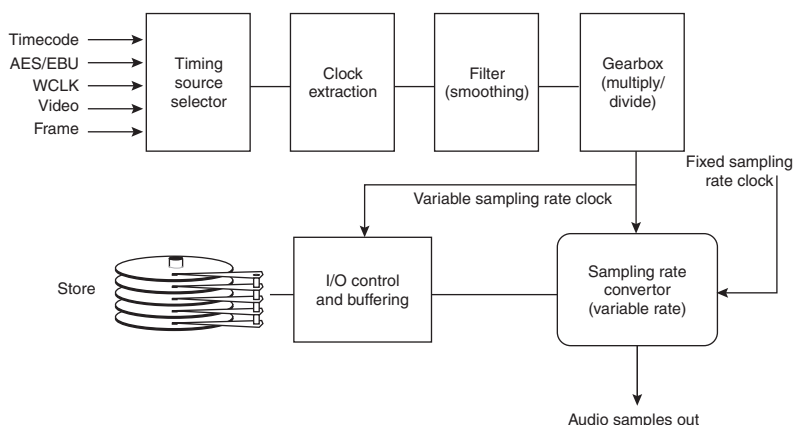 Timecode
AES/EBU
WCLK
Video
Frame
Timing
source
selector
Clock
extraction
Filter
(smoothing)
Gearbox
(multiply/
divide)
Fixed sampling
rate clock
Variable sampling rate clock
Store
I/O control
and buffering
Sampling rate
convertor
(variable rate)
Audio samples out